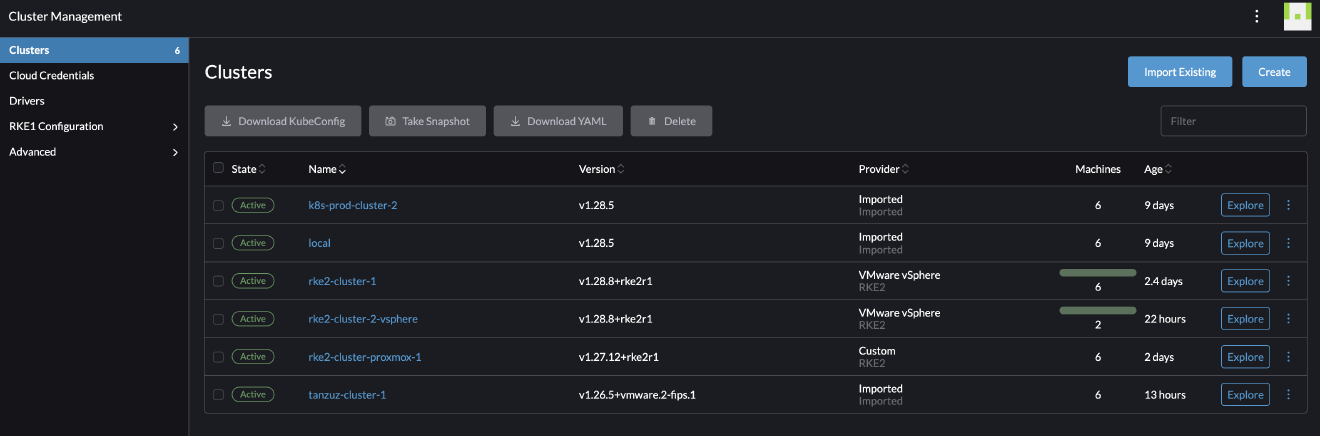 Cluster Management
Clusters 6
Cloud Credentials
Drivers
RKE1 Configuration
Advanced
Clusters
Import Existing Create
Download KubeConfig Take Snapshot Download YAML Delete Filter
State Name Version Provider Machines Age
Active k8s-prod-cluster-2 v1.28.5 Imported 6 9 days Explore
Imported
Active local v1.28.5 Imported 6 9 days Explore
Imported
Active rke2-cluster-1 v1.28.8+rke2r1 VMware vSphere 6 2.4 days Explore
RKE2
Active rke2-cluster-2-vsphere v1.28.8+rke2r1 VMware vSphere 2 22 hours Explore
RKE2
Active rke2-cluster-proxmox-1 v1.27.12+rke2r1 Custom 6 2 days Explore
RKE2
Active tanzuz-cluster-1 v1.26.5+vmware.2-fips.1 Imported 6 13 hours Explore
Imported